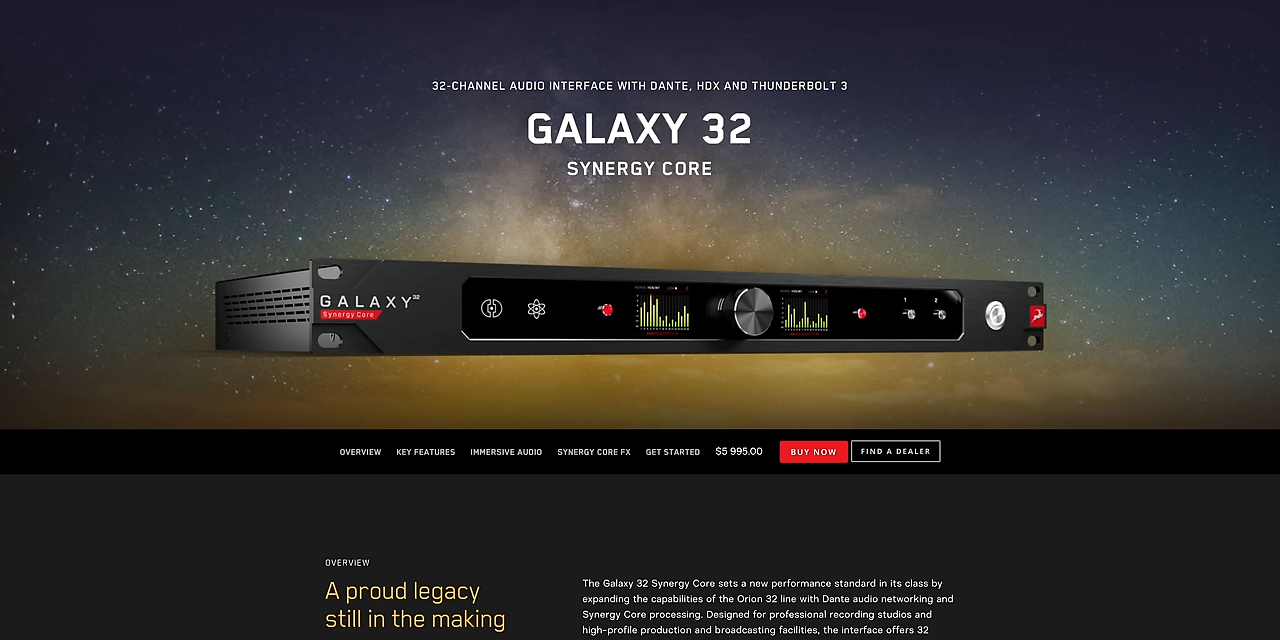 32-CHANNEL AUDIO INTERFACE WITH DANTE, HDX AND THUNDERBOLT 3
GALAXY 32
SYNERGY CORE
GALAXY 32
Synergy Core
1 2
OVERVIEW KEY FEATURES IMMERSIVE AUDIO SYNERGY CORE FX GET STARTED $5 995.00 BUY NOW FIND A DEALER
OVERVIEW
A proud legacy
still in the making
The Galaxy 32 Synergy Core sets a new performance standard in its class by
expanding the capabilities of the Orion 32 line with Dante audio networking and
Synergy Core processing. Designed for professional recording studios and
high-profile production and broadcasting facilities, the interface offers 32